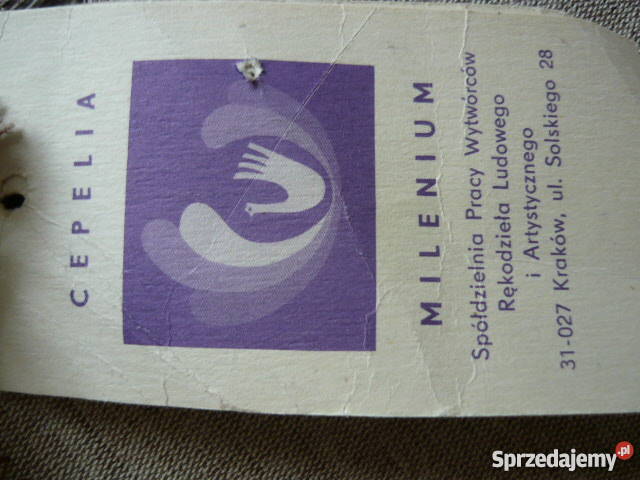 CEPELIA
MILENIUM
Spółdzielnia Pracy Wytwórców
Rękodzieła Ludowego
i Artystycznego
31-027 Kraków, ul. Solskiego 28
Sprzedajemy.pl